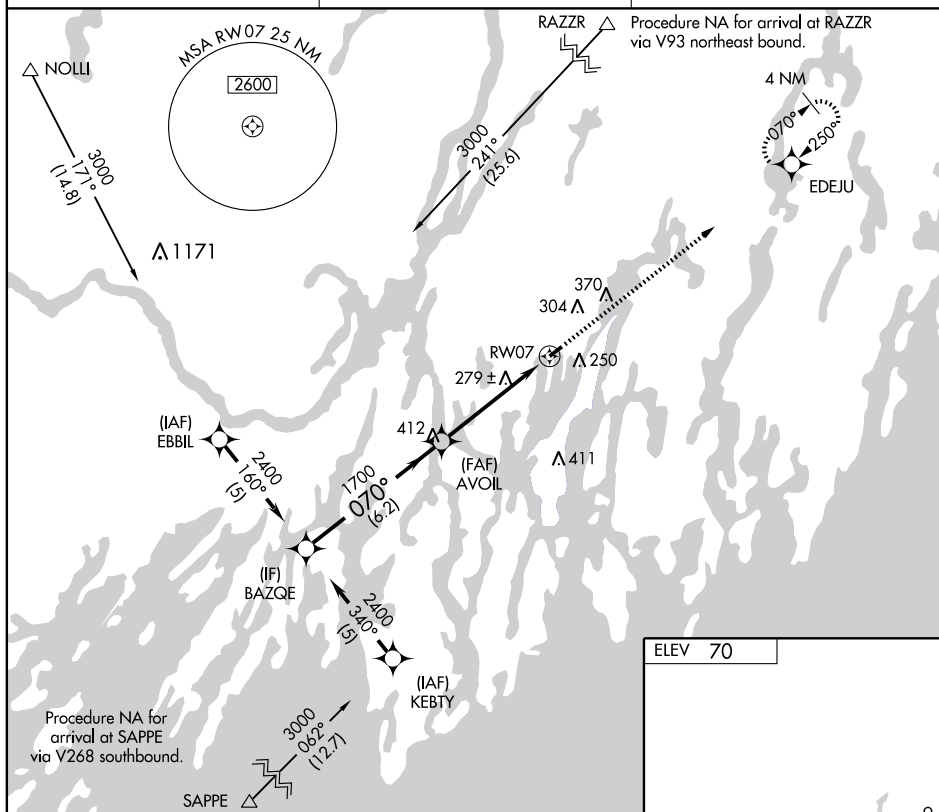 MSA RW07 25 NM
2600
NOLLI
3000
171°
(14.8)
1171
RAZZR
Procedure NA for arrival at RAZZR
via V93 northeast bound.
3000
241°
(25.6)
4 NM
070°
250°
EDEJU
370
304
RW07
250
279 ±
412
(FAF)
AVOIL
411
(IAF)
EBBIL
2400
160°
(5)
1700
070°
(6.2)
(IF)
BAZQE
2400
340°
(5)
(IAF)
KEBTY
Procedure NA for
arrival at SAPPE
via V268 southbound.
3000
062°
(12.7)
SAPPE
ELEV 70